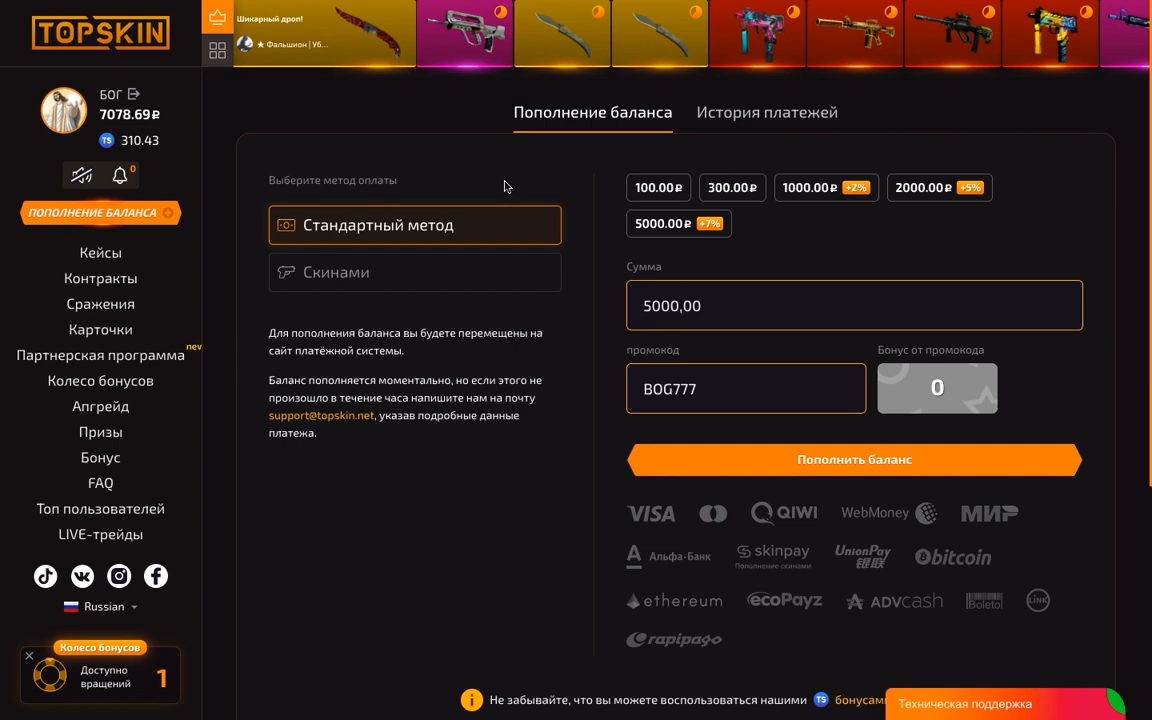 TOPSKIN
Шикарный дроп!
★ Фальшион | Уб...
БОГ
7078.69₽
TS 310.43
0
ПОПОЛНЕНИЕ БАЛАНСА
Кейсы
Контракты
Сражения
Карточки
Партнерская программа new
Колесо бонусов
Апгрейд
Призы
Бонус
FAQ
Топ пользователей
LIVE-трейды
Russian
Колесо бонусов
Доступно
вращений
1
Пополнение баланса
История платежей
Выберите метод оплаты
Стандартный метод
Скинами
Для пополнения баланса вы будете перемещены на
сайт платёжной системы.
Баланс пополняется моментально, но если этого не
произошло в течение часа напишите нам на почту
support@topskin.net, указав подробные данные
платежа.
100.00₽ 300.00₽ 1000.00₽ +2% 2000.00₽ +5%
5000.00₽ +7%
Сумма
5000,00
промокод
Бонус от промокода
BOG777
0
Пополнить баланс
VISA QIWI WebMoney МИР
Альфа-Банк skinpay UnionPay 银联 bitcoin
Пополнение скинами
ethereum ecoPayz ADVCASH Boleto LINK
rapipago
Не забывайте, что вы можете воспользоваться нашими TS бонусами
Техническая поддержка